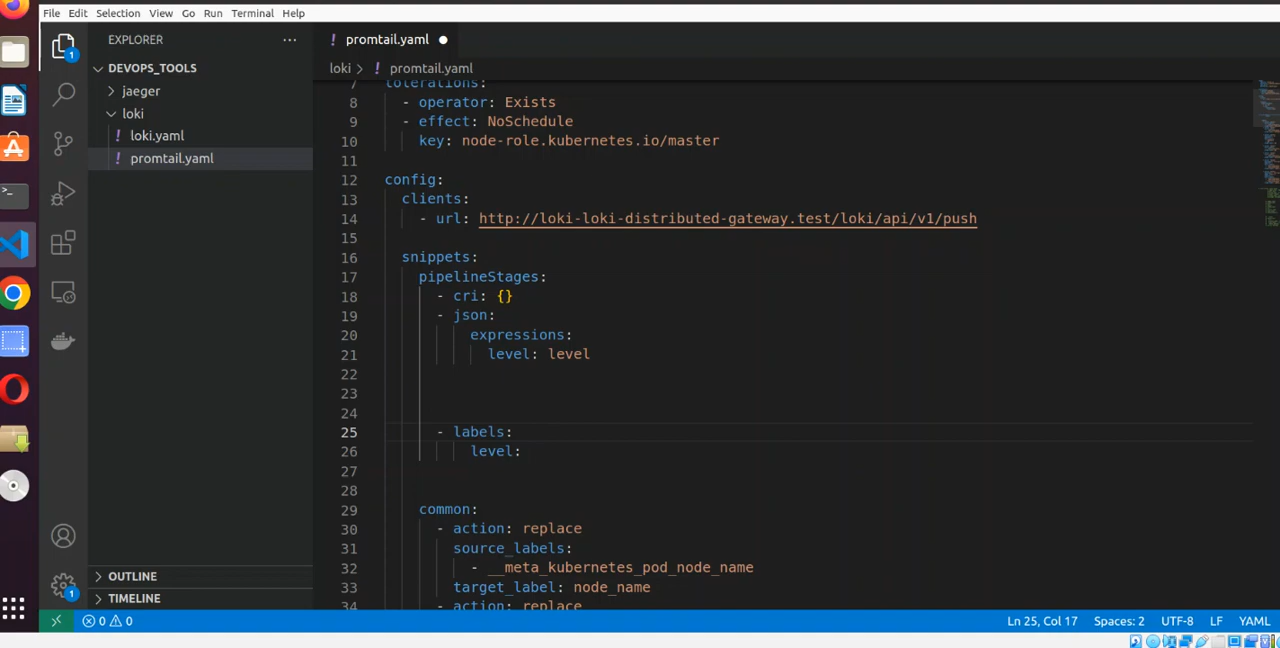 File Edit Selection View Go Run Terminal Help
EXPLORER
DEVOPS_TOOLS
jaeger
loki
! loki.yaml
! promtail.yaml
OUTLINE
TIMELINE
! promtail.yaml
loki > ! promtail.yaml
7 tolerations:
8 - operator: Exists
9 - effect: NoSchedule
10 key: node-role.kubernetes.io/master
11
12 config:
13 clients:
14 - url: http://loki-loki-distributed-gateway.test/loki/api/v1/push
15
16 snippets:
17 pipelineStages:
18 - cri: {}
19 - json:
20 expressions:
21 level: level
22
23
24
25 - labels:
26 level:
27
28
29 common:
30 - action: replace
31 source_labels:
32 - __meta_kubernetes_pod_node_name
33 target_label: node_name
34 - action: replace
0 0 Ln 25, Col 17 Spaces: 2 UTF-8 LF YAML